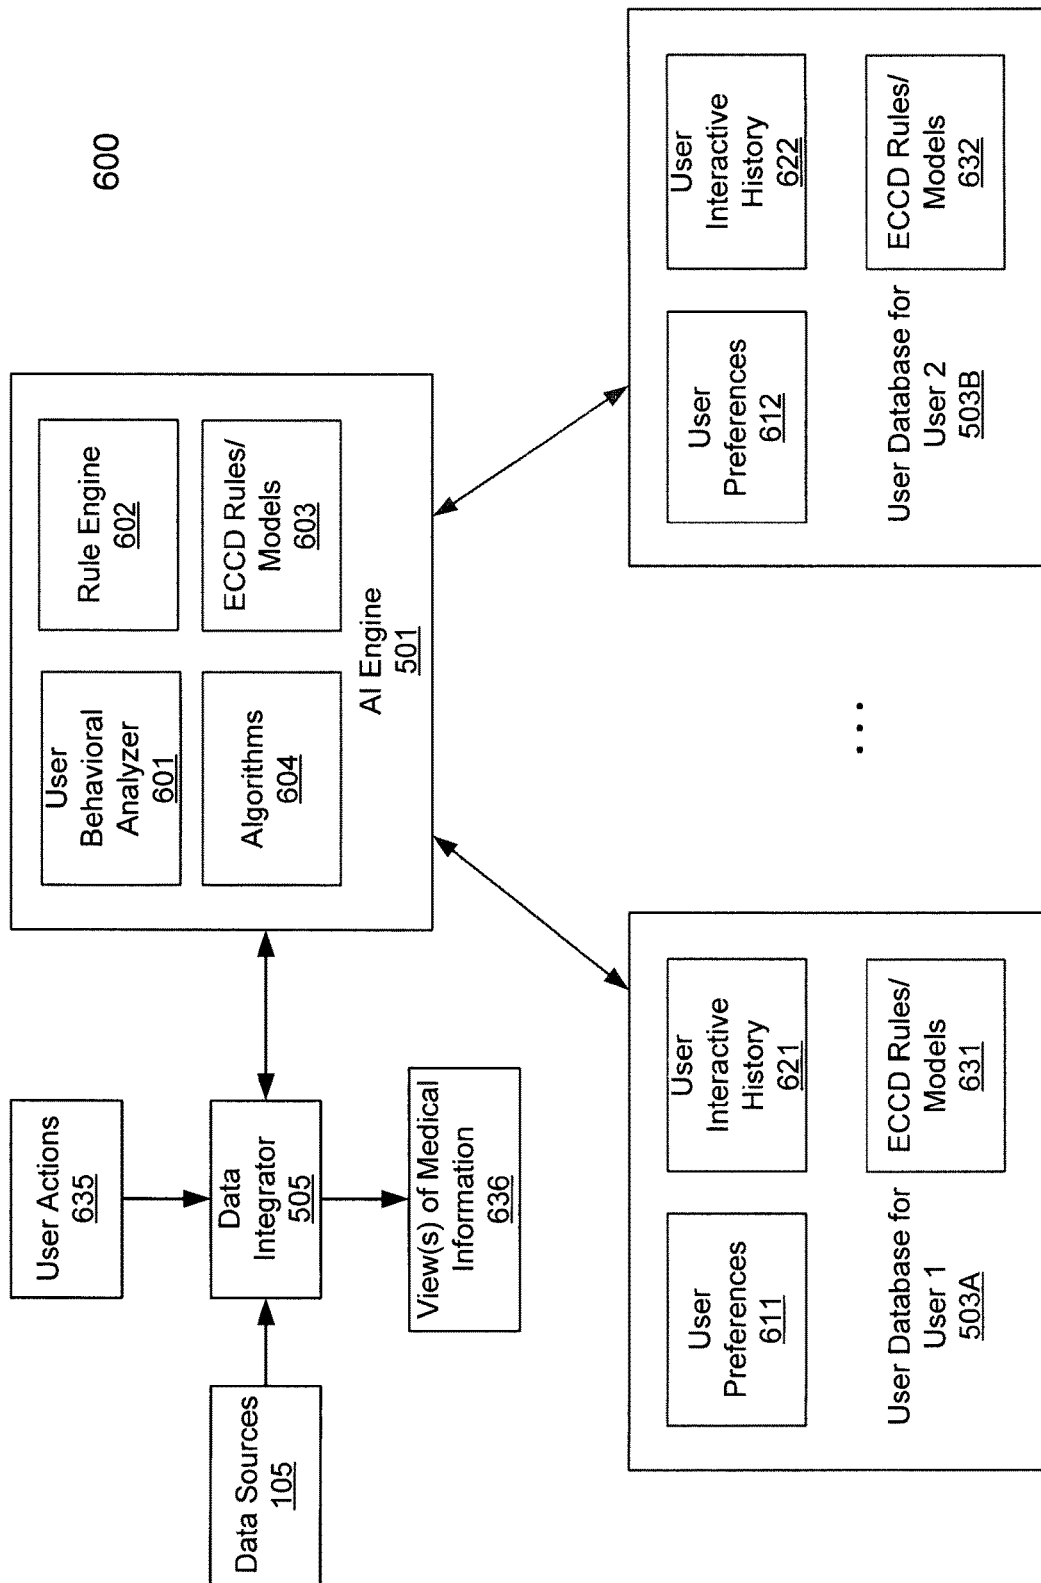 600
User Actions
635
Data Sources
105
Data
Integrator
505
View(s) of Medical
Information
636
User
Behavioral
Analyzer
601
Rule Engine
602
Algorithms
604
ECCD Rules/
Models
603
AI Engine
501
User
Preferences
611
User
Interactive
History
621
ECCD Rules/
Models
631
User Database for
User 1
503A
...
User
Preferences
612
User
Interactive
History
622
ECCD Rules/
Models
632
User Database for
User 2
503B